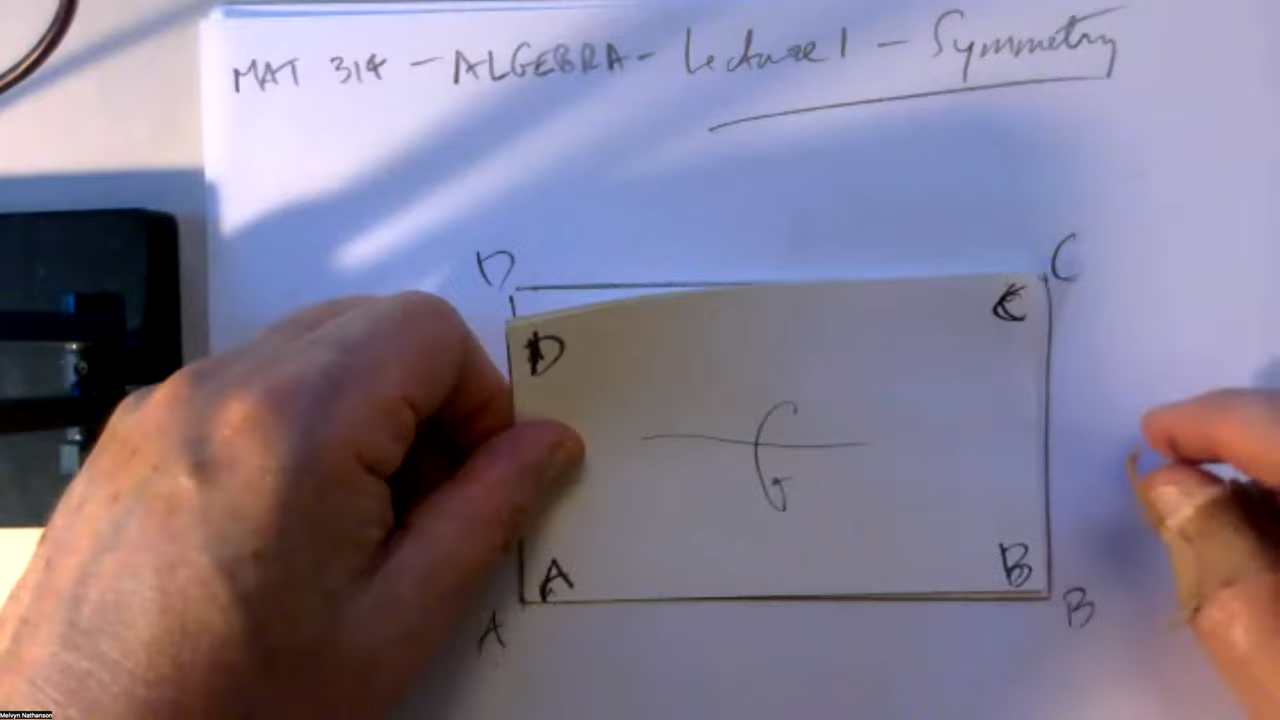 MAT 314 - ALGEBRA - Lecture 1 - Symmetry
D C
D C
A B
A B
Melvyn Nathanson